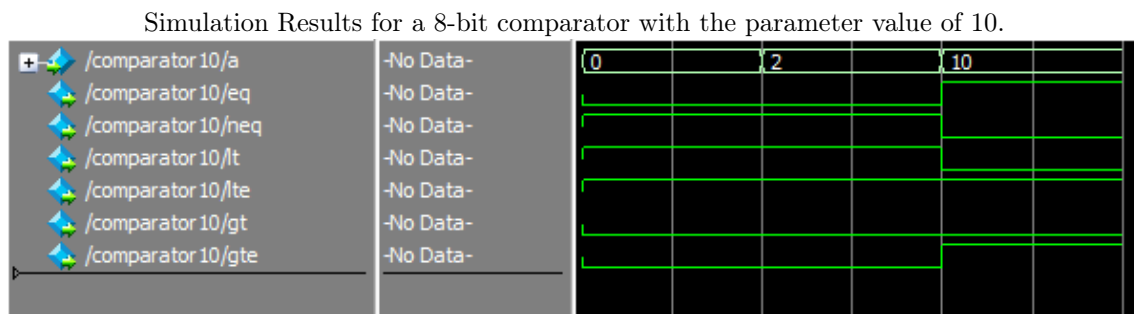 Simulation Results for a 8-bit comparator with the parameter value of 10.
/comparator10/a -No Data- 0 2 10
/comparator10/eq -No Data-
/comparator10/neq -No Data-
/comparator10/lt -No Data-
/comparator10/lte -No Data-
/comparator10/gt -No Data-
/comparator10/gte -No Data-